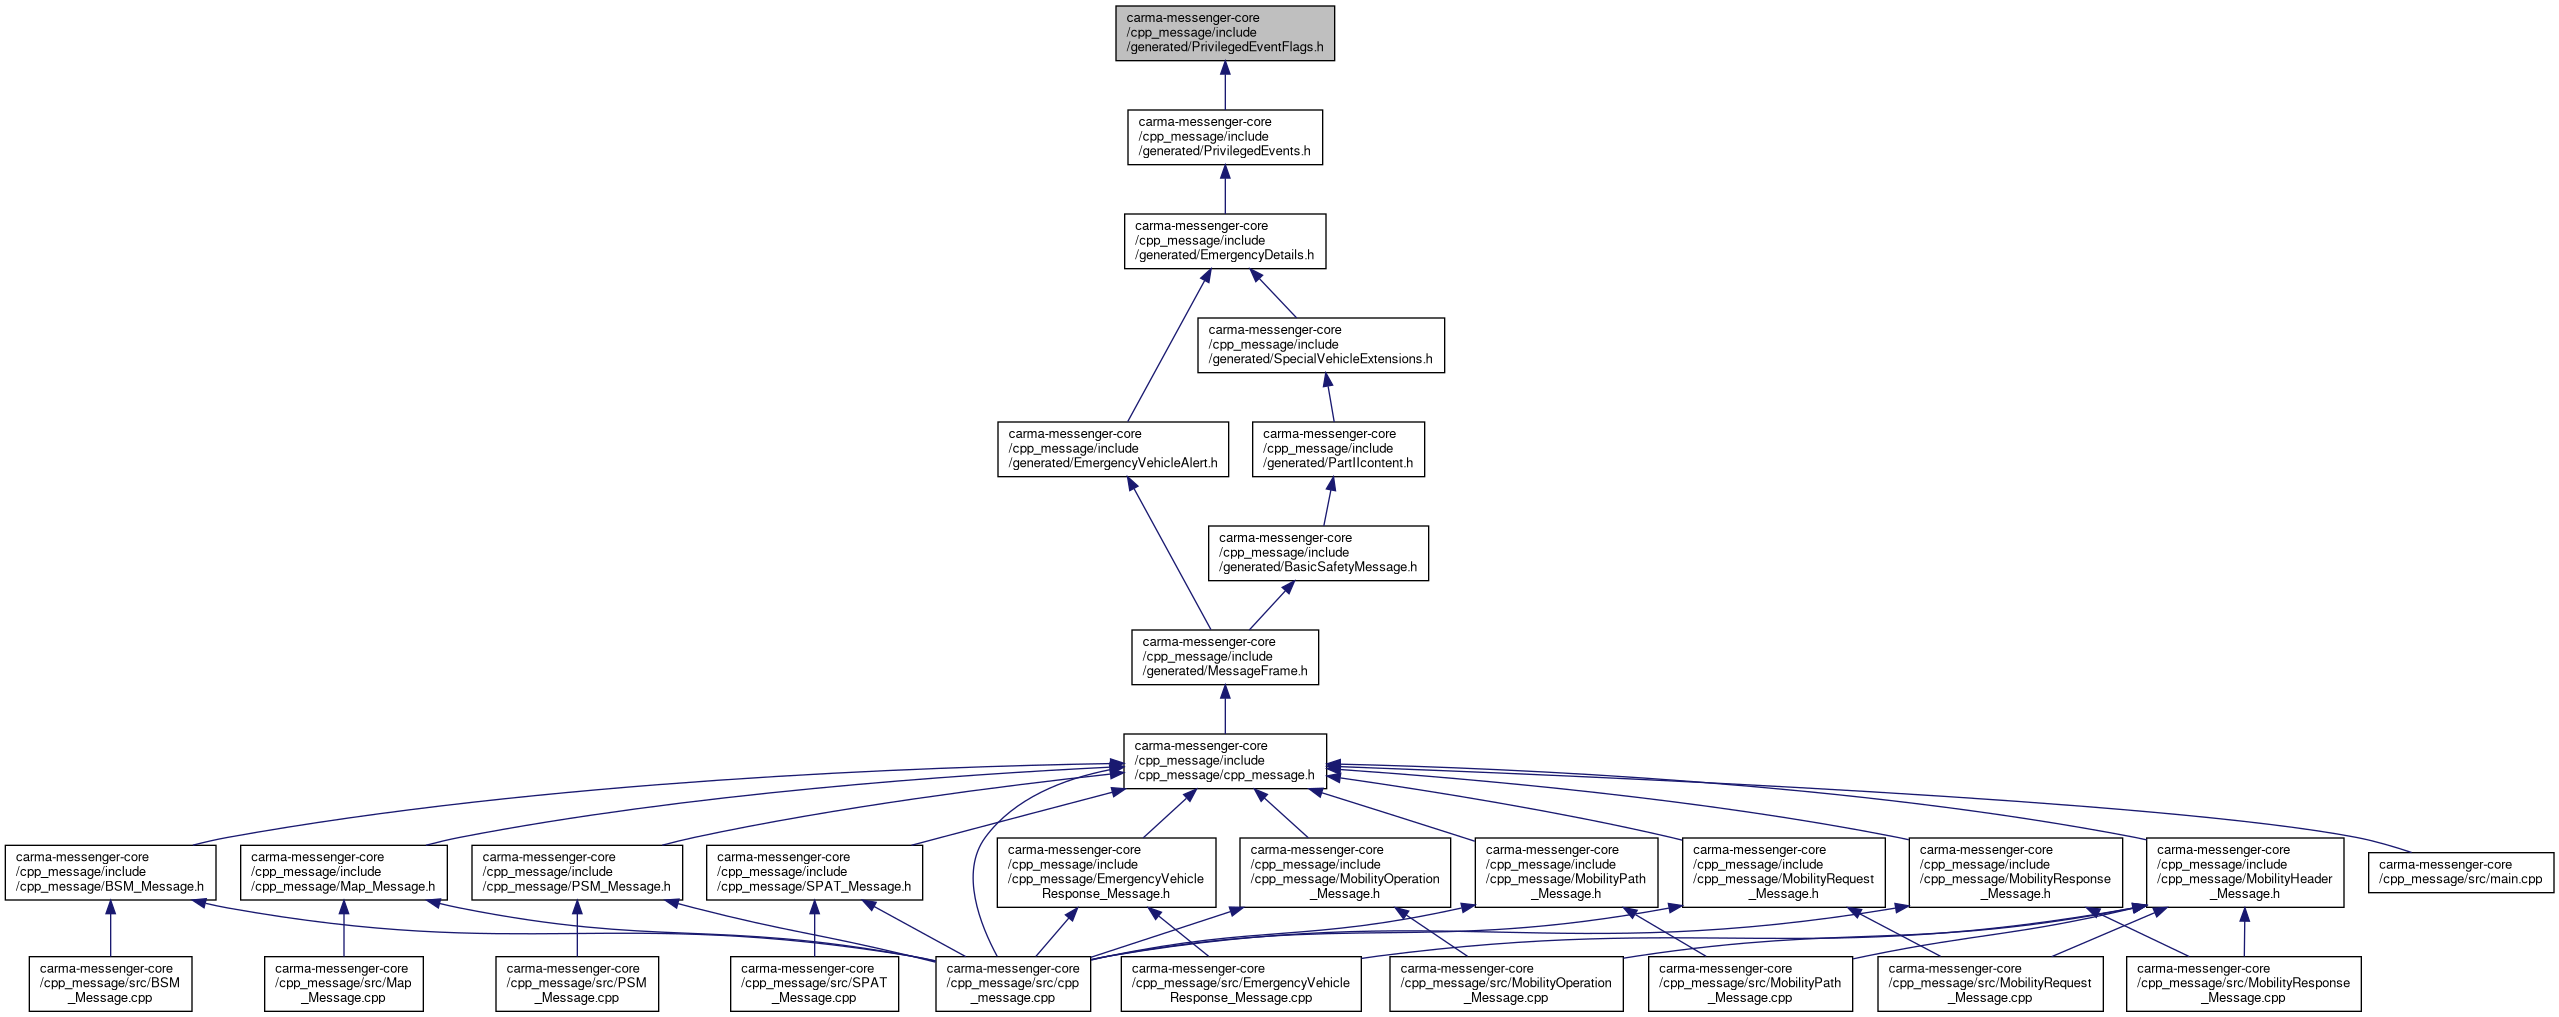 carma-messenger-core
/cpp_message/include
/generated/PrivilegedEventFlags.h
carma-messenger-core
/cpp_message/include
/generated/PrivilegedEvents.h
carma-messenger-core
/cpp_message/include
/generated/EmergencyDetails.h
carma-messenger-core
/cpp_message/include
/generated/SpecialVehicleExtensions.h
carma-messenger-core
/cpp_message/include
/generated/EmergencyVehicleAlert.h
carma-messenger-core
/cpp_message/include
/generated/PartIIcontent.h
carma-messenger-core
/cpp_message/include
/generated/BasicSafetyMessage.h
carma-messenger-core
/cpp_message/include
/generated/MessageFrame.h
carma-messenger-core
/cpp_message/include
/cpp_message/cpp_message.h
carma-messenger-core
/cpp_message/include
/cpp_message/BSM_Message.h
carma-messenger-core
/cpp_message/include
/cpp_message/Map_Message.h
carma-messenger-core
/cpp_message/include
/cpp_message/PSM_Message.h
carma-messenger-core
/cpp_message/include
/cpp_message/SPAT_Message.h
carma-messenger-core
/cpp_message/include
/cpp_message/EmergencyVehicle
Response_Message.h
carma-messenger-core
/cpp_message/include
/cpp_message/MobilityOperation
_Message.h
carma-messenger-core
/cpp_message/include
/cpp_message/MobilityPath
_Message.h
carma-messenger-core
/cpp_message/include
/cpp_message/MobilityRequest
_Message.h
carma-messenger-core
/cpp_message/include
/cpp_message/MobilityResponse
_Message.h
carma-messenger-core
/cpp_message/include
/cpp_message/MobilityHeader
_Message.h
carma-messenger-core
/cpp_message/src/main.cpp
carma-messenger-core
/cpp_message/src/BSM
_Message.cpp
carma-messenger-core
/cpp_message/src/Map
_Message.cpp
carma-messenger-core
/cpp_message/src/PSM
_Message.cpp
carma-messenger-core
/cpp_message/src/SPAT
_Message.cpp
carma-messenger-core
/cpp_message/src/cpp
_message.cpp
carma-messenger-core
/cpp_message/src/EmergencyVehicle
Response_Message.cpp
carma-messenger-core
/cpp_message/src/MobilityOperation
_Message.cpp
carma-messenger-core
/cpp_message/src/MobilityPath
_Message.cpp
carma-messenger-core
/cpp_message/src/MobilityRequest
_Message.cpp
carma-messenger-core
/cpp_message/src/MobilityResponse
_Message.cpp